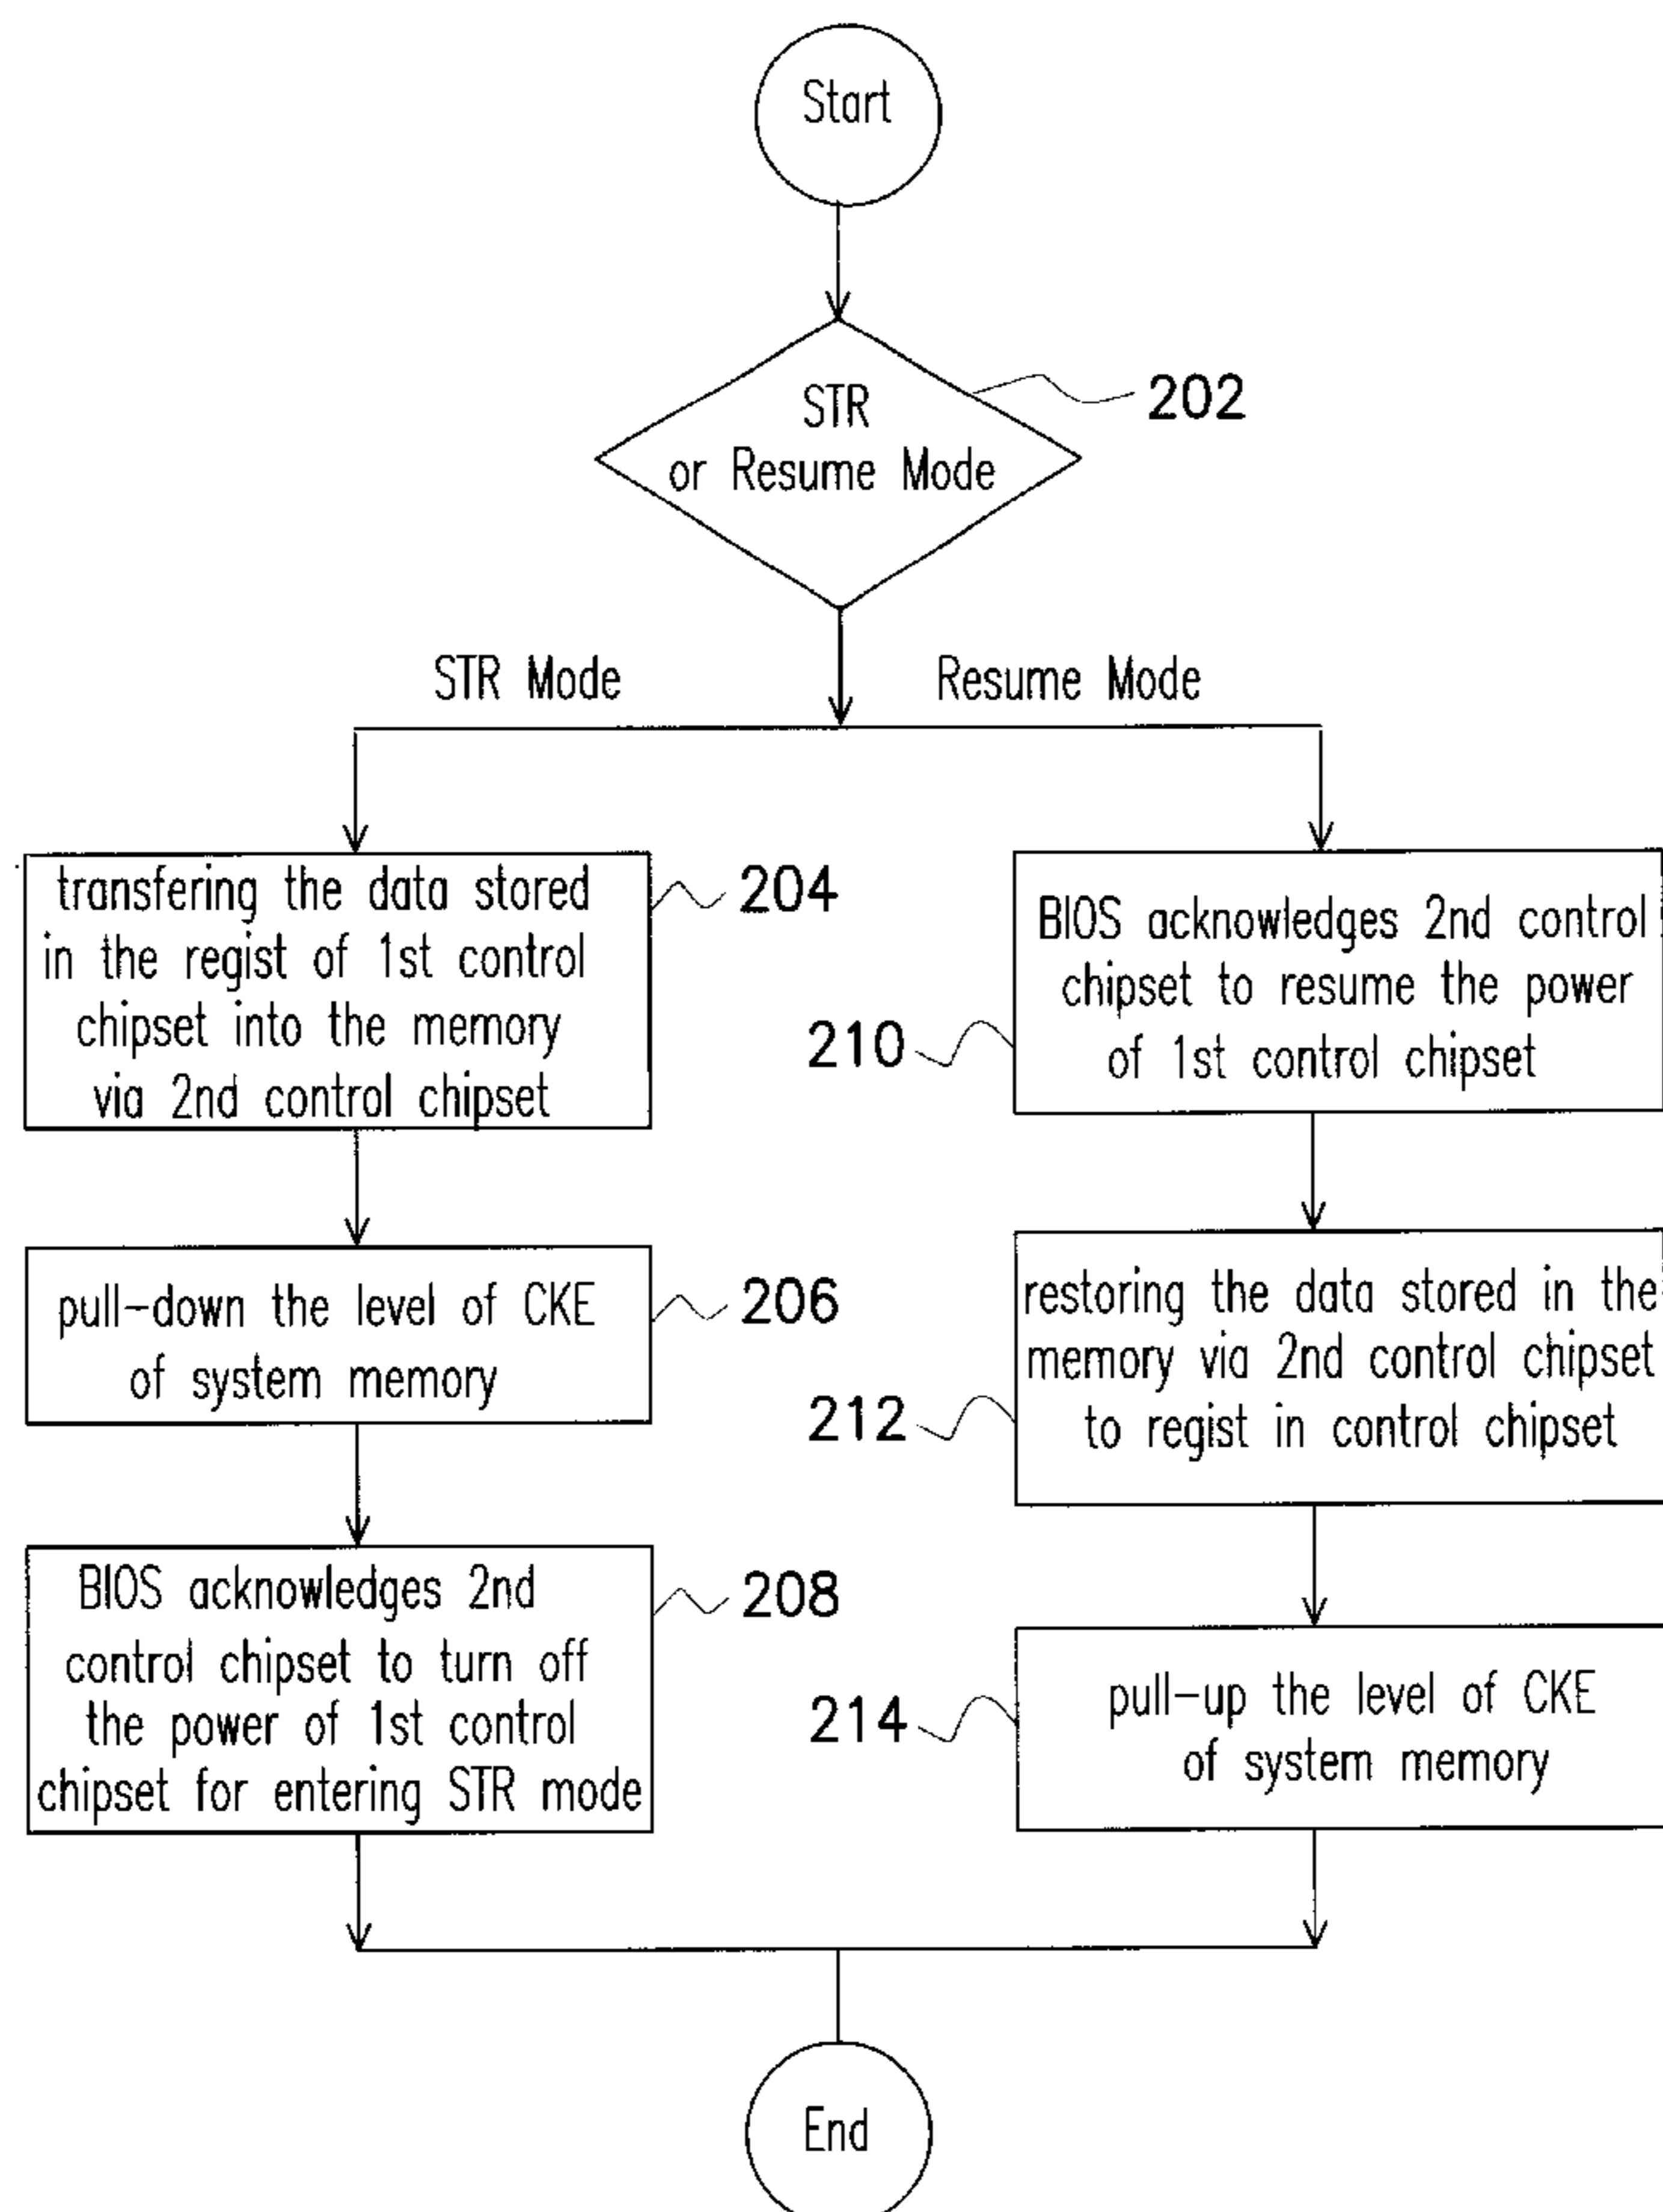 Start
STR
or Resume Mode
202
STR Mode
Resume Mode
transfering the data stored
in the regist of 1st control
chipset into the memory
via 2nd control chipset
204
pull-down the level of CKE
of system memory
206
BIOS acknowledges 2nd
control chipset to turn off
the power of 1st control
chipset for entering STR mode
208
BIOS acknowledges 2nd control
chipset to resume the power
of 1st control chipset
210
restoring the data stored in the
memory via 2nd control chipset
to regist in control chipset
212
pull-up the level of CKE
of system memory
214
End